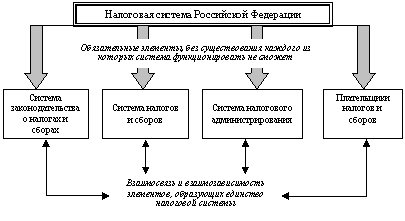 Налоговая система Российской Федерации
Обязательные элементы, без существования каждого из
которых система функционировать не сможет
Система
законодательства
о налогах и
сборах
Система налогов
и сборов
Система налогового
администрирования
Плательщики
налогов и
сборов
Взаимосвязь и взаимозависимость
элементов, образующих единство
налоговой системы